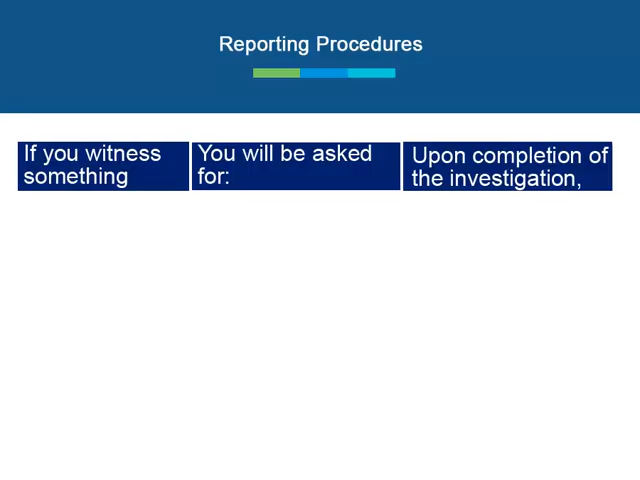 Reporting Procedures
If you witness
something
You will be asked
for:
Upon completion of
the investigation,